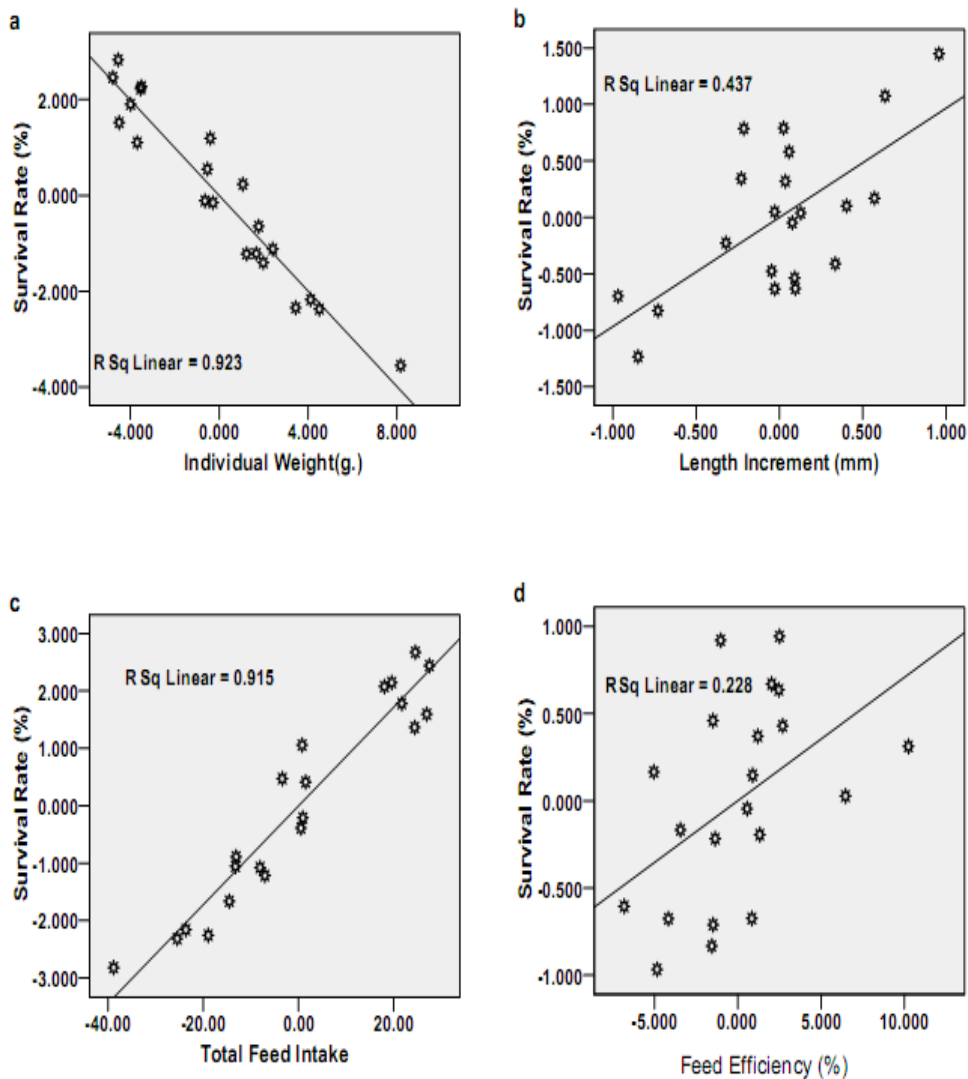 a
Survival Rate (%)
2.000
0.000
-2.000
-4.000
R Sq Linear = 0.923
-4.000 0.000 4.000 8.000
Individual Weight(g.)
b
Survival Rate (%)
1.500
1.000
0.500
0.000
-0.500
-1.000
-1.500
R Sq Linear = 0.437
-1.000 -0.500 0.000 0.500 1.000
Length Increment (mm)
c
Survival Rate (%)
3.000
2.000
1.000
0.000
-1.000
-2.000
-3.000
R Sq Linear = 0.915
-40.00 -20.00 0.00 20.00
Total Feed Intake
d
Survival Rate (%)
1.000
0.500
0.000
-0.500
-1.000
R Sq Linear = 0.228
-5.000 0.000 5.000 10.000
Feed Efficiency (%)